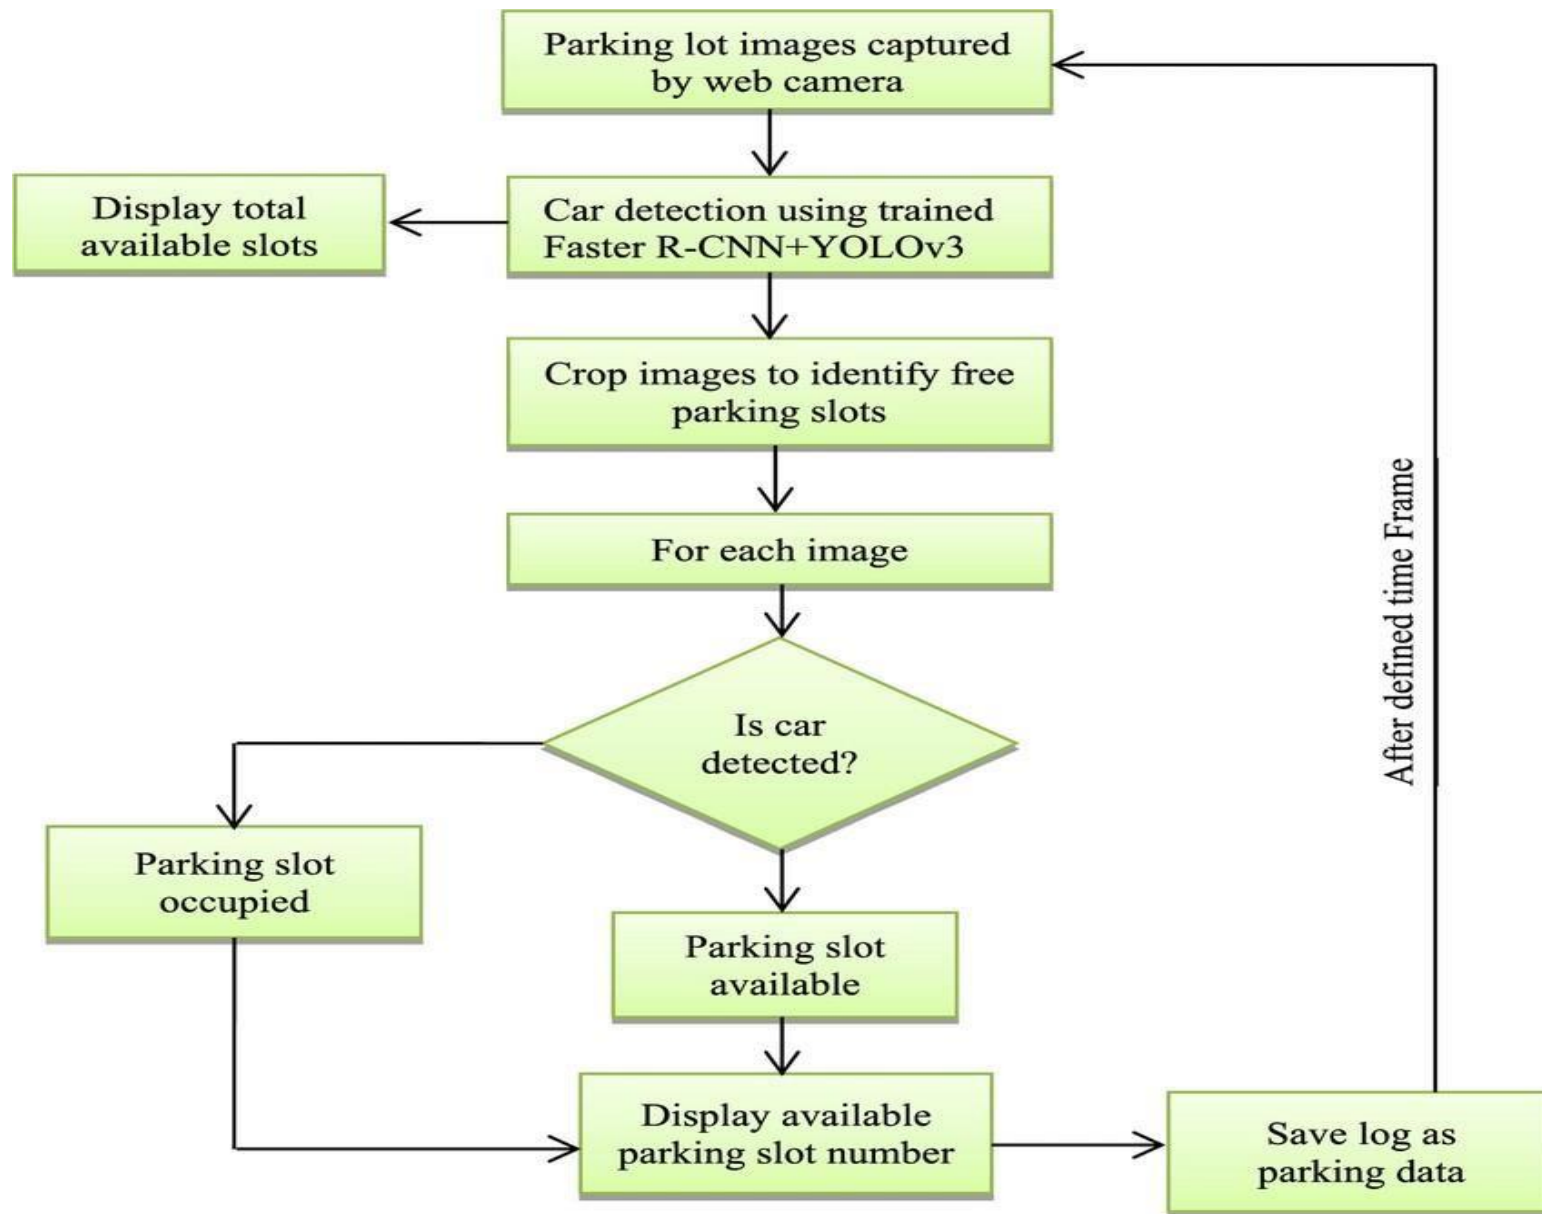 Parking lot images captured
by web camera
Display total
available slots
Car detection using trained
Faster R-CNN+YOLOv3
Crop images to identify free
parking slots
For each image
After defined time Frame
Is car
detected?
Parking slot
occupied
Parking slot
available
Display available
parking slot number
Save log as
parking data